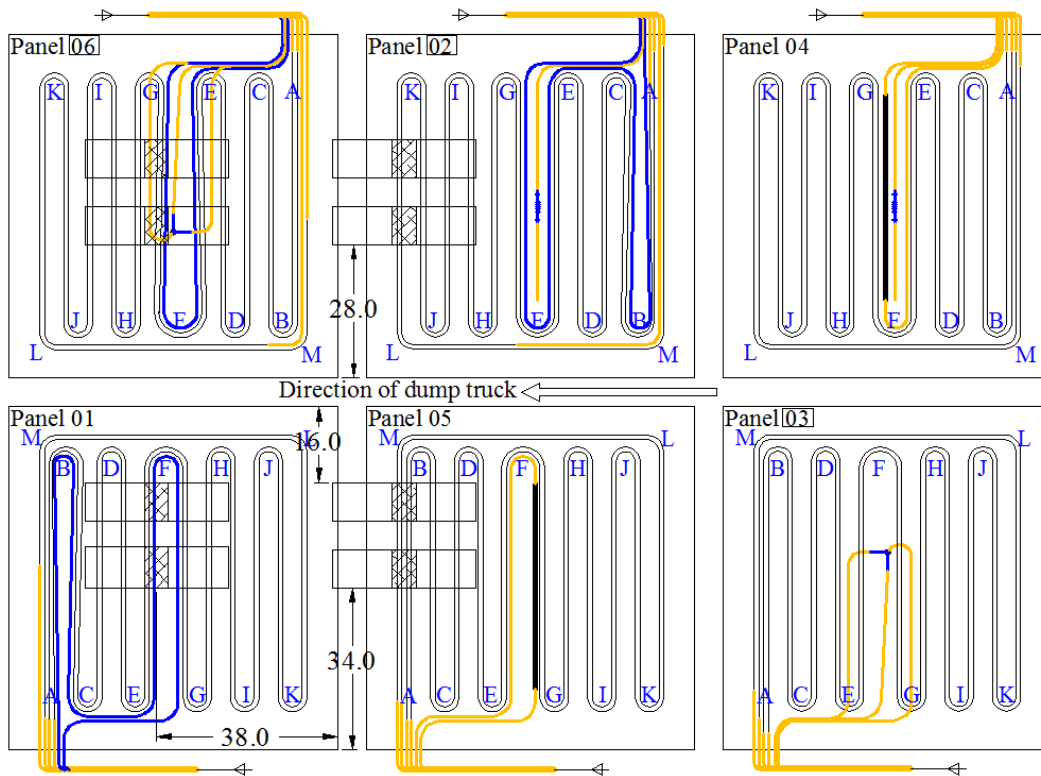 Panel 06
Panel 02
Panel 04
K I G E C A
K I G E C A
K I G E C A
J H F D B
J H F D B
J H F D B
L M
L M
L M
28.0
Direction of dump truck
Panel 01
Panel 05
Panel 03
M L
M L
M L
16.0
B D F H J
B D F H J
B D F H J
34.0
A C E G I K
A C E G I K
A C E G I K
38.0